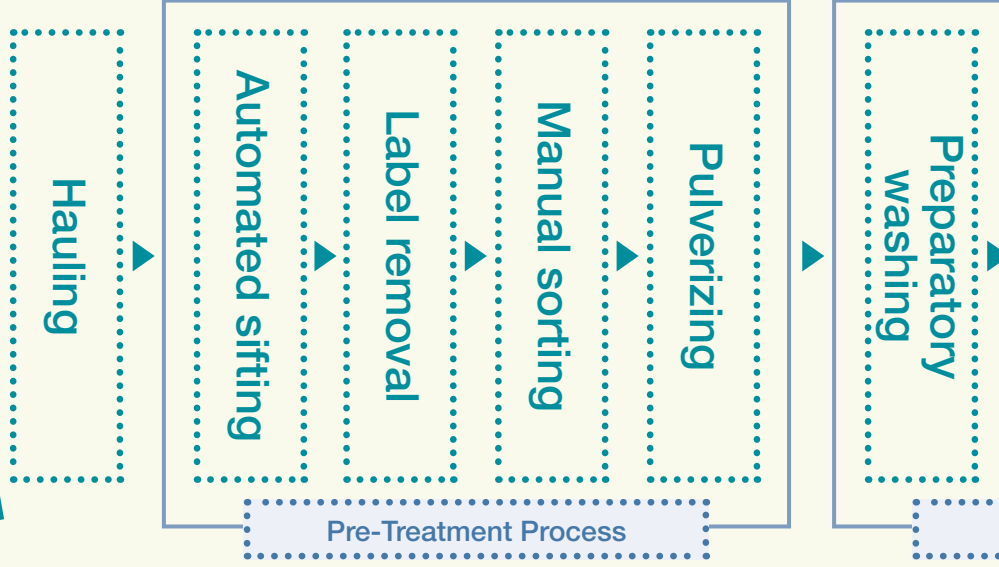 Hauling
Automated sifting
Label removal
Manual sorting
Pulverizing
Preparatory
washing
Pre-Treatment Process